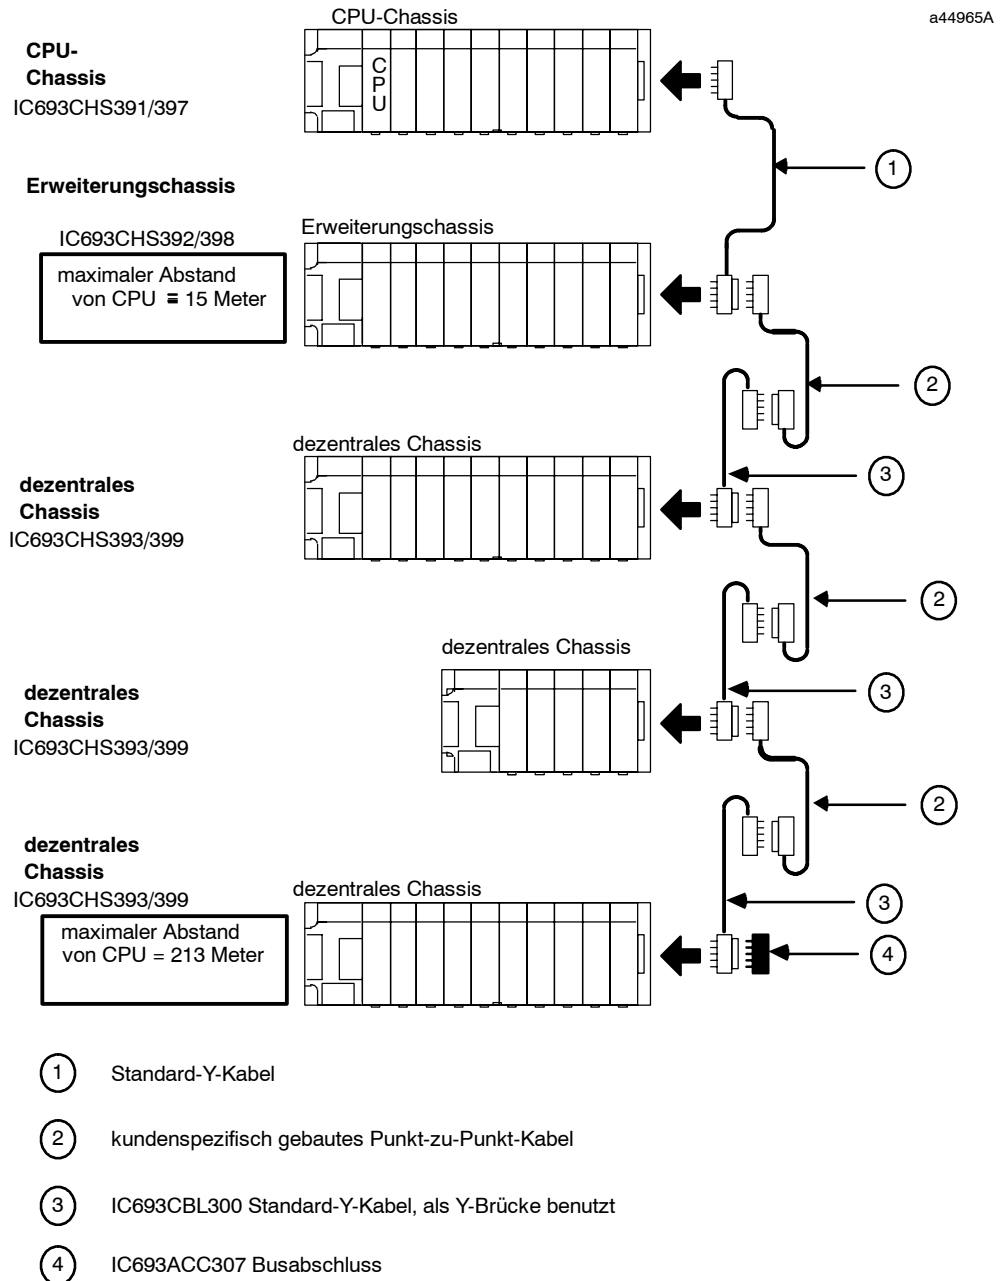 CPU-Chassis
a44965A
CPU-
Chassis
IC693CHS391/397
C
P
U
1
Erweiterungschassis
IC693CHS392/398
Erweiterungschassis
maximaler Abstand
von CPU = 15 Meter
2
dezentrales Chassis
3
dezentrales
Chassis
IC693CHS393/399
2
dezentrales Chassis
3
dezentrales
Chassis
IC693CHS393/399
2
dezentrales
Chassis
IC693CHS393/399
dezentrales Chassis
3
maximaler Abstand
von CPU = 213 Meter
4
1 Standard-Y-Kabel
2 kundenspezifisch gebautes Punkt-zu-Punkt-Kabel
3 IC693CBL300 Standard-Y-Kabel, als Y-Brücke benutzt
4 IC693ACC307 Busabschluss